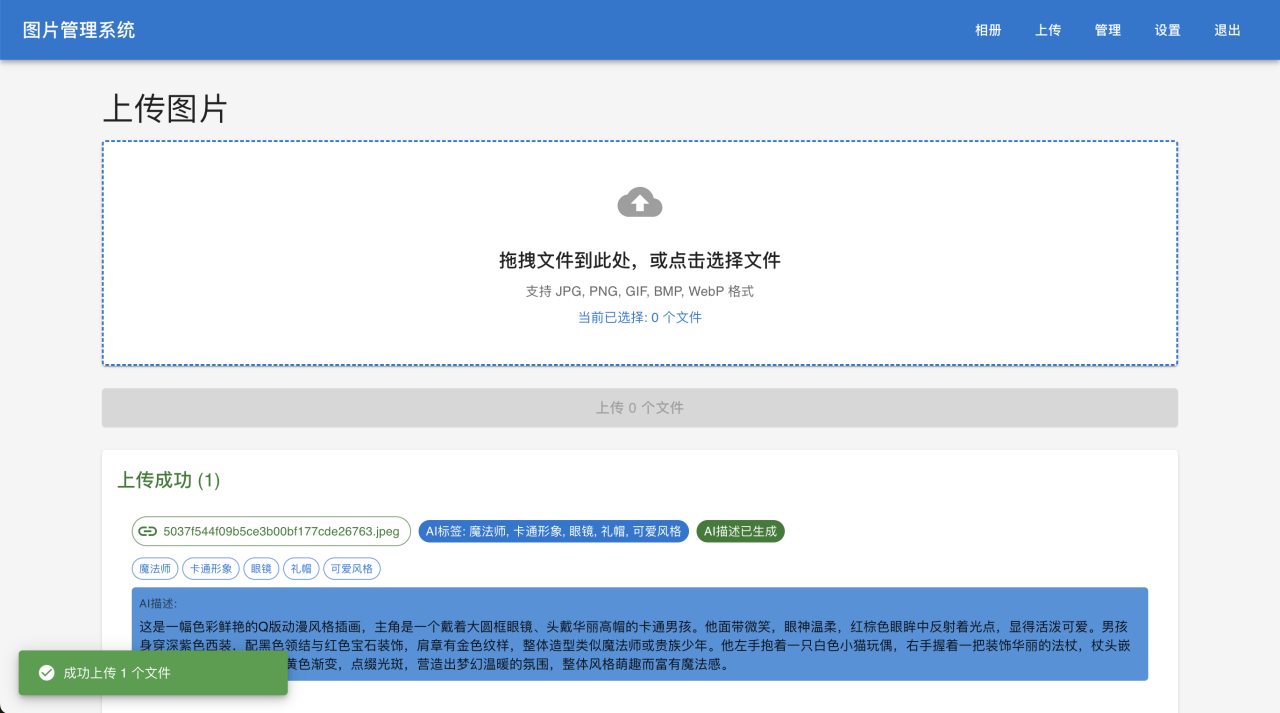 图片管理系统
相册 上传 管理 设置 退出
上传图片
拖拽文件到此处，或点击选择文件
支持 JPG, PNG, GIF, BMP, WebP 格式
当前已选择: 0 个文件
上传 0 个文件
上传成功 (1)
5037f544f09b5ce3b00bf177cde26763.jpeg AI标签: 魔法师, 卡通形象, 眼镜, 礼帽, 可爱风格 AI描述已生成
魔法师 卡通形象 眼镜 礼帽 可爱风格
AI描述:
这是一幅色彩鲜艳的Q版动漫风格插画，主角是一个戴着大圆框眼镜、头戴华丽高帽的卡通男孩。他面带微笑，眼神温柔，红棕色眼眸中反射着光点，显得活泼可爱。男孩
身穿深紫色西装，配黑色领结与红色宝石装饰，肩章有金色纹样，整体造型类似魔法师或贵族少年。他左手抱着一只白色小猫玩偶，右手握着一把装饰华丽的法杖，杖头嵌
黄色渐变，点缀光斑，营造出梦幻温暖的氛围，整体风格萌趣而富有魔法感。
成功上传 1 个文件